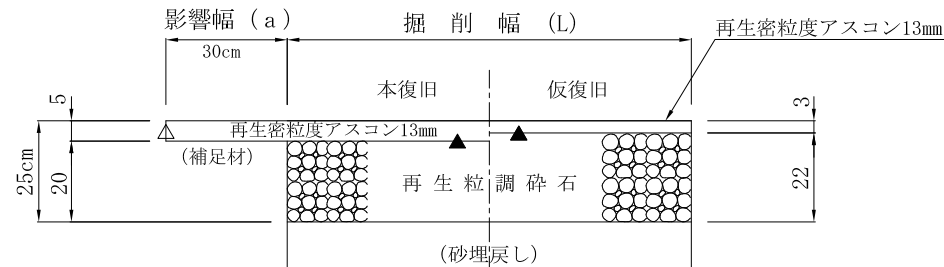 影響幅(a)
掘削幅(L)
再生密粒度アスコン13mm
30cm
本復旧
仮復旧
5
3
再生密粒度アスコン13mm
(補足材)
25cm
20
再生粒調砕石
22
(砂埋戻し)